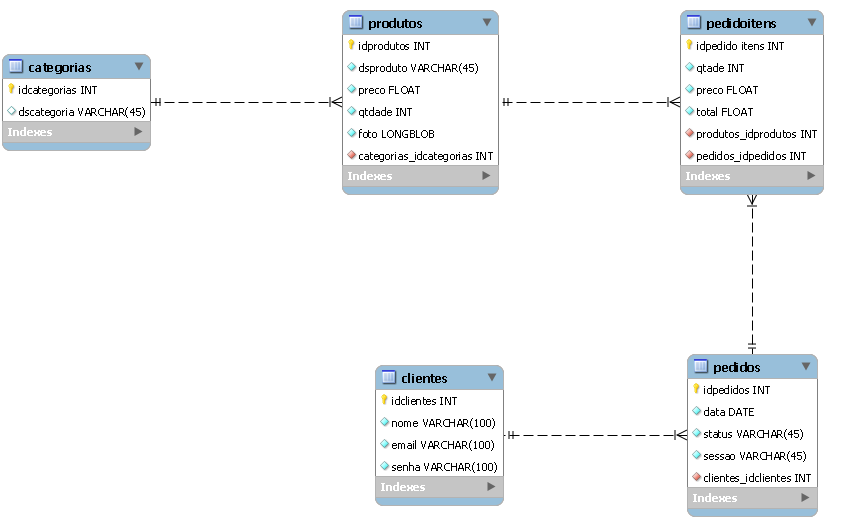 categorias
idcategorias INT
dscategoria VARCHAR(45)
Indexes
produtos
idprodutos INT
dsproduto VARCHAR(45)
preco FLOAT
qtdade INT
foto LONGBLOB
categorias_idcategorias INT
Indexes
pedidoitens
idpedido itens INT
qtade INT
preco FLOAT
total FLOAT
produtos_idprodutos INT
pedidos_idpedidos INT
Indexes
clientes
idclientes INT
nome VARCHAR(100)
email VARCHAR(100)
senha VARCHAR(100)
Indexes
pedidos
idpedidos INT
data DATE
status VARCHAR(45)
sessao VARCHAR(45)
clientes_idclientes INT
Indexes